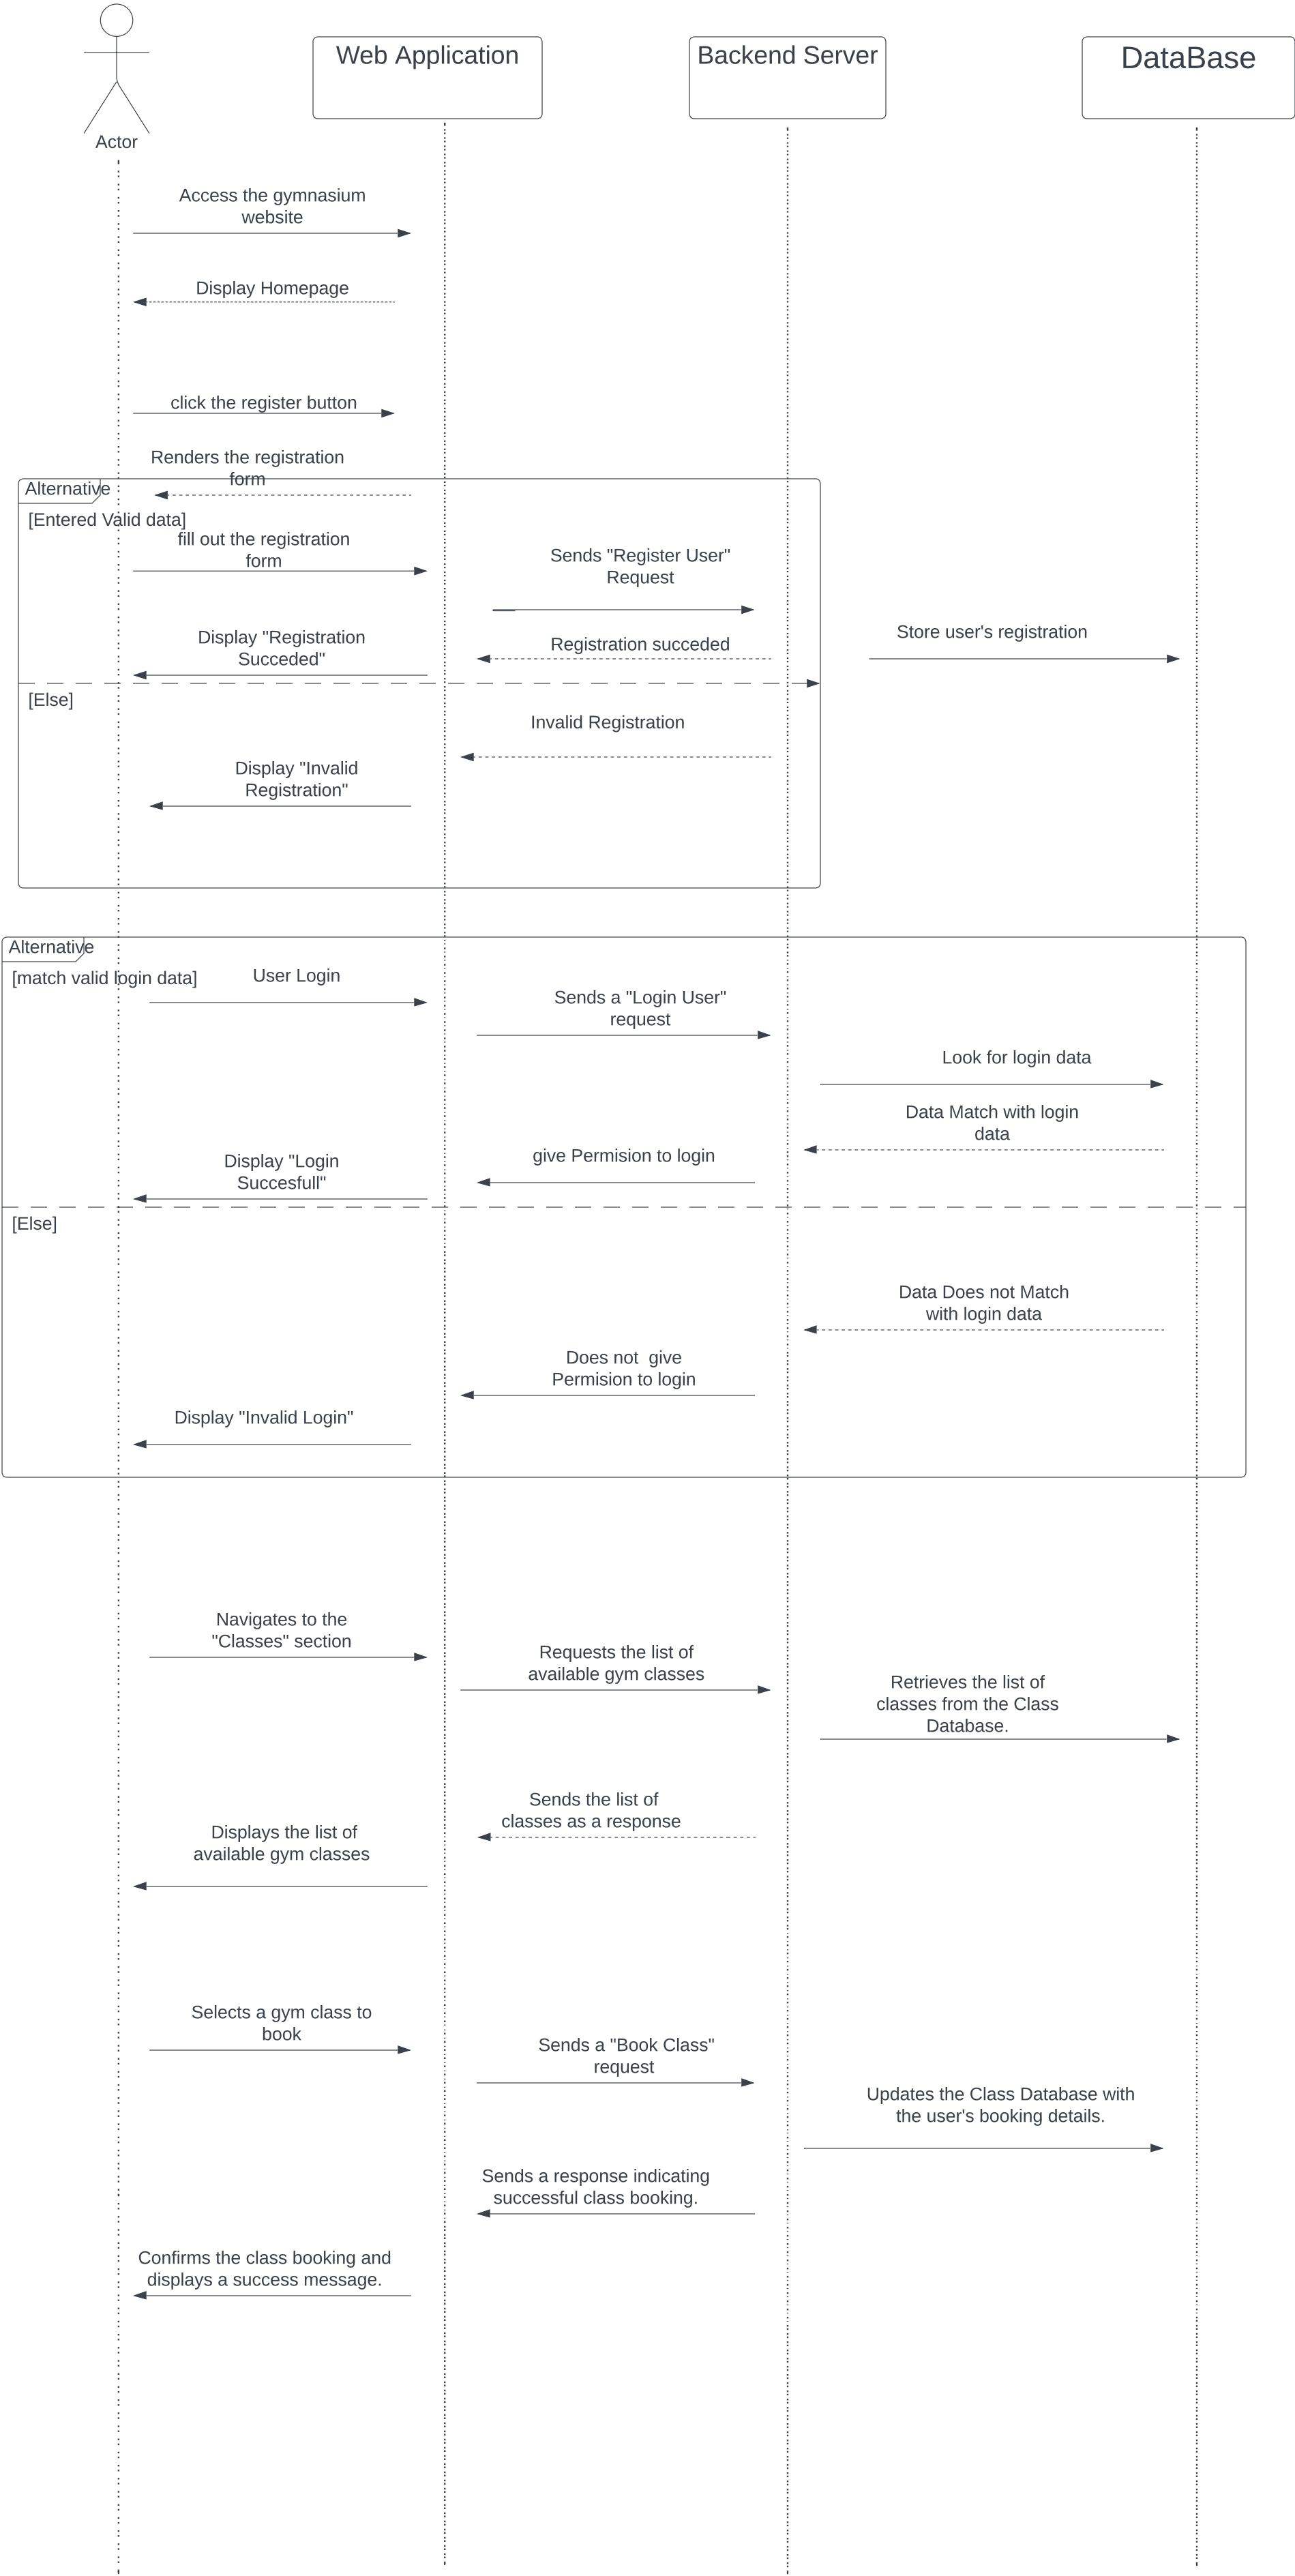 Web Application
Backend Server
DataBase
Actor
Access the gymnasium
website
Display Homepage
click the register button
Renders the registration
form
Alternative
[Entered Valid data]
fill out the registration
form
Sends "Register User"
Request
Store user's registration
Registration succeded
Display "Registration
Succeded"
[Else]
Invalid Registration
Display "Invalid
Registration"
Alternative
[match valid login data]
User Login
Sends a "Login User"
request
Look for login data
Data Match with login
data
give Permision to login
Display "Login
Succesfull"
[Else]
Data Does not Match
with login data
Does not  give
Permision to login
Display "Invalid Login"
Navigates to the
"Classes" section
Requests the list of
available gym classes
Retrieves the list of
classes from the Class
Database.
Sends the list of
classes as a response
Displays the list of
available gym classes
Selects a gym class to
book
Sends a "Book Class"
request
Updates the Class Database with
the user's booking details.
Sends a response indicating
successful class booking.
Confirms the class booking and
displays a success message.